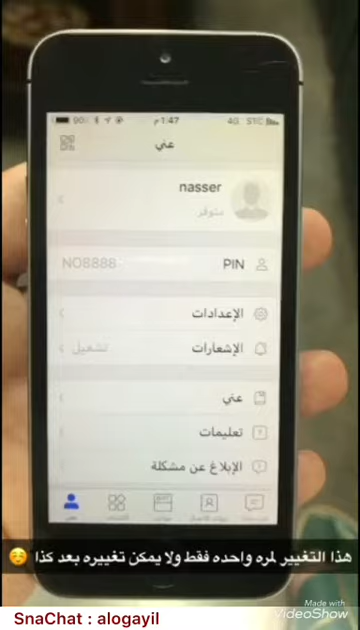 4G STC
1:47 م
90%
عني
nasser
متوفر
PIN NO8888
الإعدادات
الإشعارات تشغيل
عني
تعليمات
الإبلاغ عن مشكلة
هذا التغيير لمره واحده فقط ولا يمكن تغييره بعد كذا ☺️
Made with
VideoShow
SnaChat : alogayil